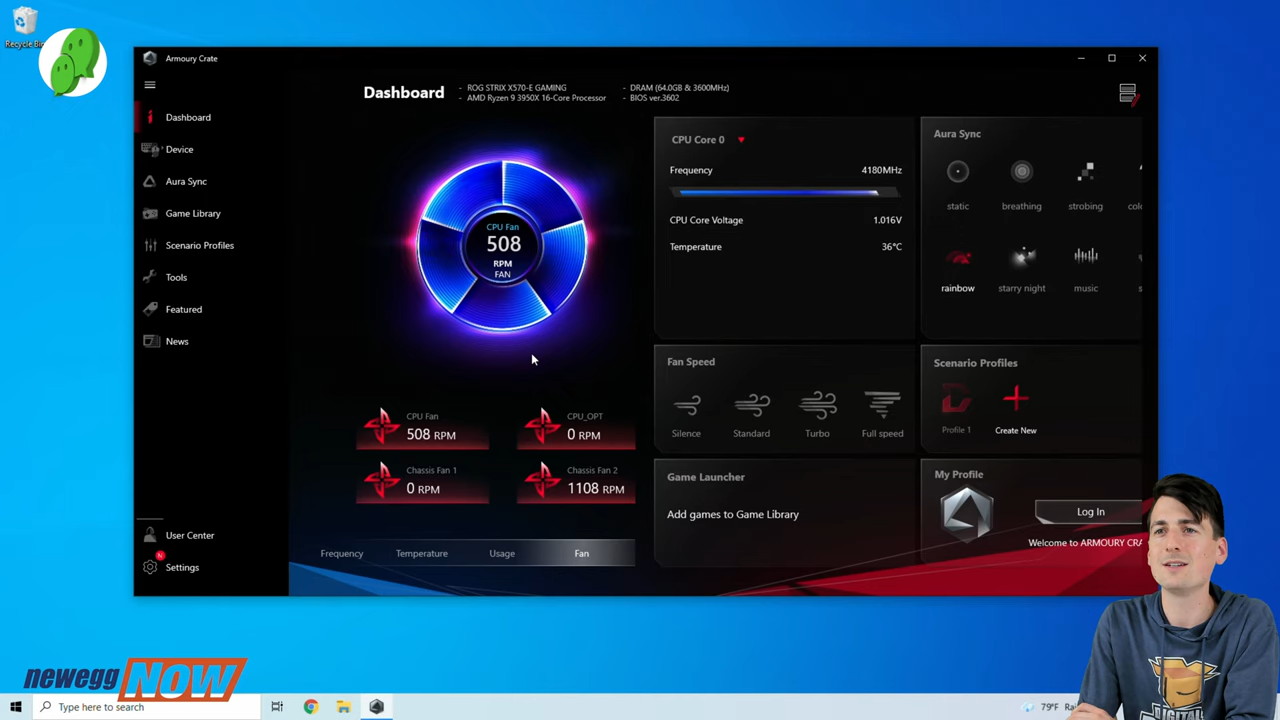 Recycle Bin
Armoury Crate
Dashboard
- ROG STRIX X570-E GAMING
- AMD Ryzen 9 3950X 16-Core Processor
- DRAM (64.0GB & 3600MHz)
- BIOS ver.3602
Dashboard
Device
Aura Sync
Game Library
Scenario Profiles
Tools
Featured
News
User Center
N
Settings
CPU Fan
508
RPM
FAN
CPU Fan
508 RPM
CPU_OPT
0 RPM
Chassis Fan 1
0 RPM
Chassis Fan 2
1108 RPM
Frequency
Temperature
Usage
Fan
CPU Core 0
Frequency 4180MHz
CPU Core Voltage 1.016V
Temperature 36°C
Fan Speed
Silence
Standard
Turbo
Full speed
Game Launcher
Add games to Game Library
Aura Sync
static
breathing
strobing
rainbow
starry night
music
Scenario Profiles
Profile 1
Create New
My Profile
Log In
Welcome to ARMOURY CRA
newegg NOW
Type here to search
79°F
DIGITAL